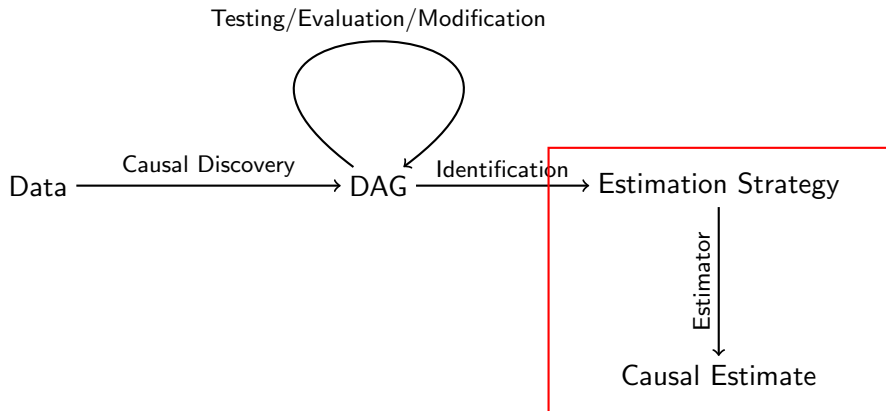 Testing/Evaluation/Modification
Causal Discovery
Identification
Data
DAG
Estimation Strategy
Estimator
Causal Estimate